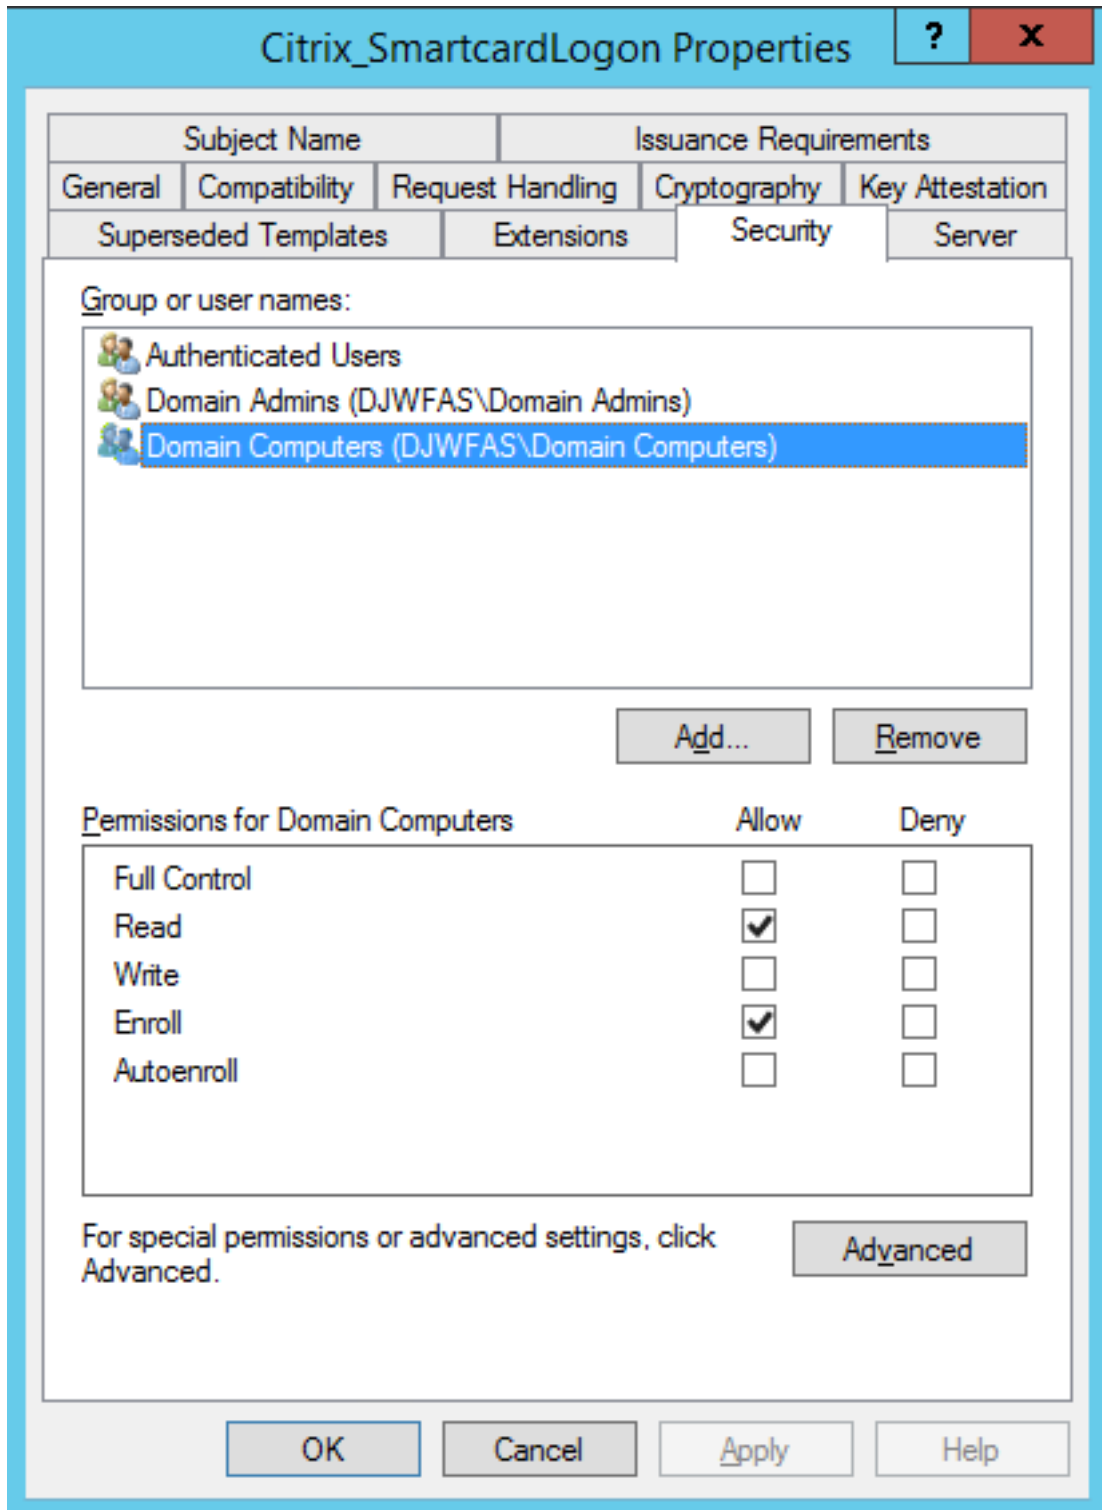 Citrix_SmartcardLogon Properties
?
x
Subject Name
Issuance Requirements
General
Compatibility
Request Handling
Cryptography
Key Attestation
Superseded Templates
Extensions
Security
Server
Group or user names:
Authenticated Users
Domain Admins (DJWFAS\Domain Admins)
Domain Computers (DJWFAS\Domain Computers)
Add...
Remove
Permissions for Domain Computers
Allow
Deny
Full Control
Read
Write
Enroll
Autoenroll
For special permissions or advanced settings, click
Advanced.
Advanced
OK
Cancel
Apply
Help